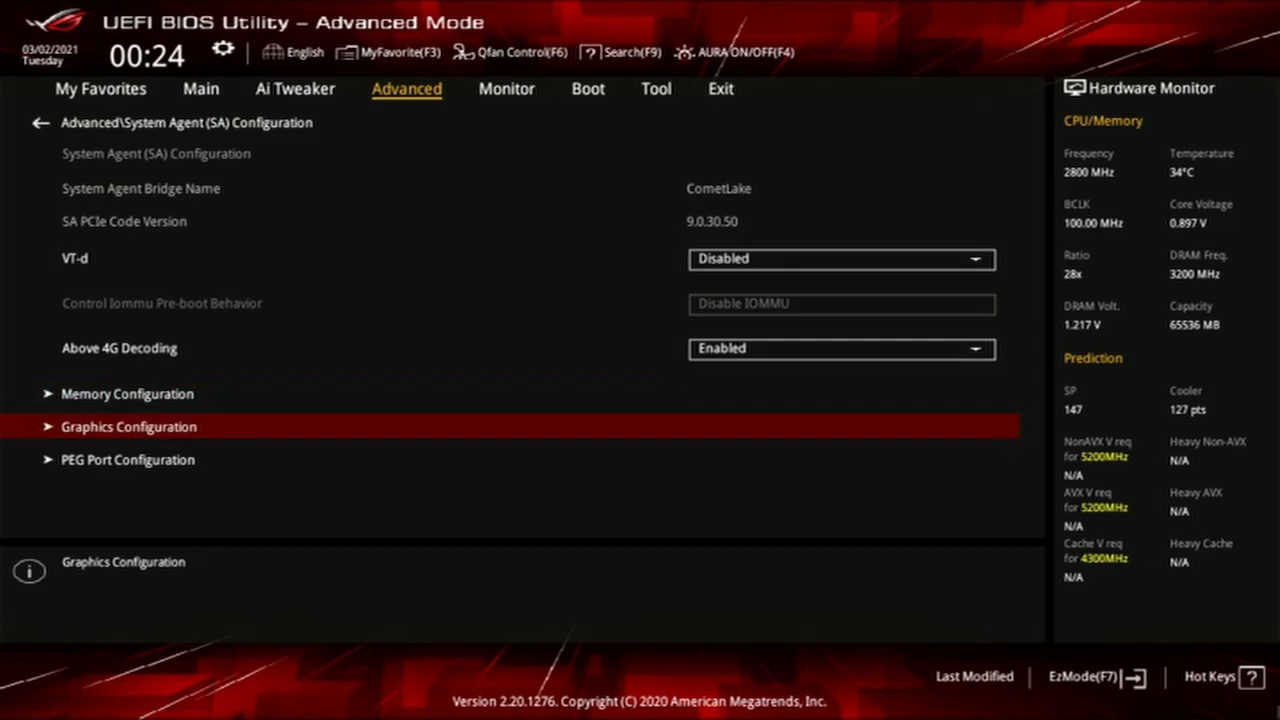 UEFI BIOS Utility – Advanced Mode
03/02/2021
Tuesday
00:24
English
MyFavorite(F3)
Qfan Control(F6)
? Search(F9)
AURA ON/OFF(F4)
My Favorites Main Ai Tweaker Advanced Monitor Boot Tool Exit
Advanced\System Agent (SA) Configuration
System Agent (SA) Configuration
System Agent Bridge Name CometLake
SA PCIe Code Version 9.0.30.50
VT-d Disabled
Control Iommu Pre-boot Behavior Disable IOMMU
Above 4G Decoding Enabled
Memory Configuration
Graphics Configuration
PEG Port Configuration
i Graphics Configuration
Hardware Monitor
CPU/Memory
Frequency Temperature
2800 MHz 34°C
BCLK Core Voltage
100.00 MHz 0.897 V
Ratio DRAM Freq.
28x 3200 MHz
DRAM Volt. Capacity
1.217 V 65536 MB
Prediction
SP Cooler
147 127 pts
NonAVX V req Heavy Non-AVX
for 5200MHz N/A
N/A
AVX V req Heavy AVX
for 5200MHz N/A
N/A
Cache V req Heavy Cache
for 4300MHz N/A
N/A
Last Modified EzMode(F7) Hot Keys ?
Version 2.20.1276. Copyright (C) 2020 American Megatrends, Inc.